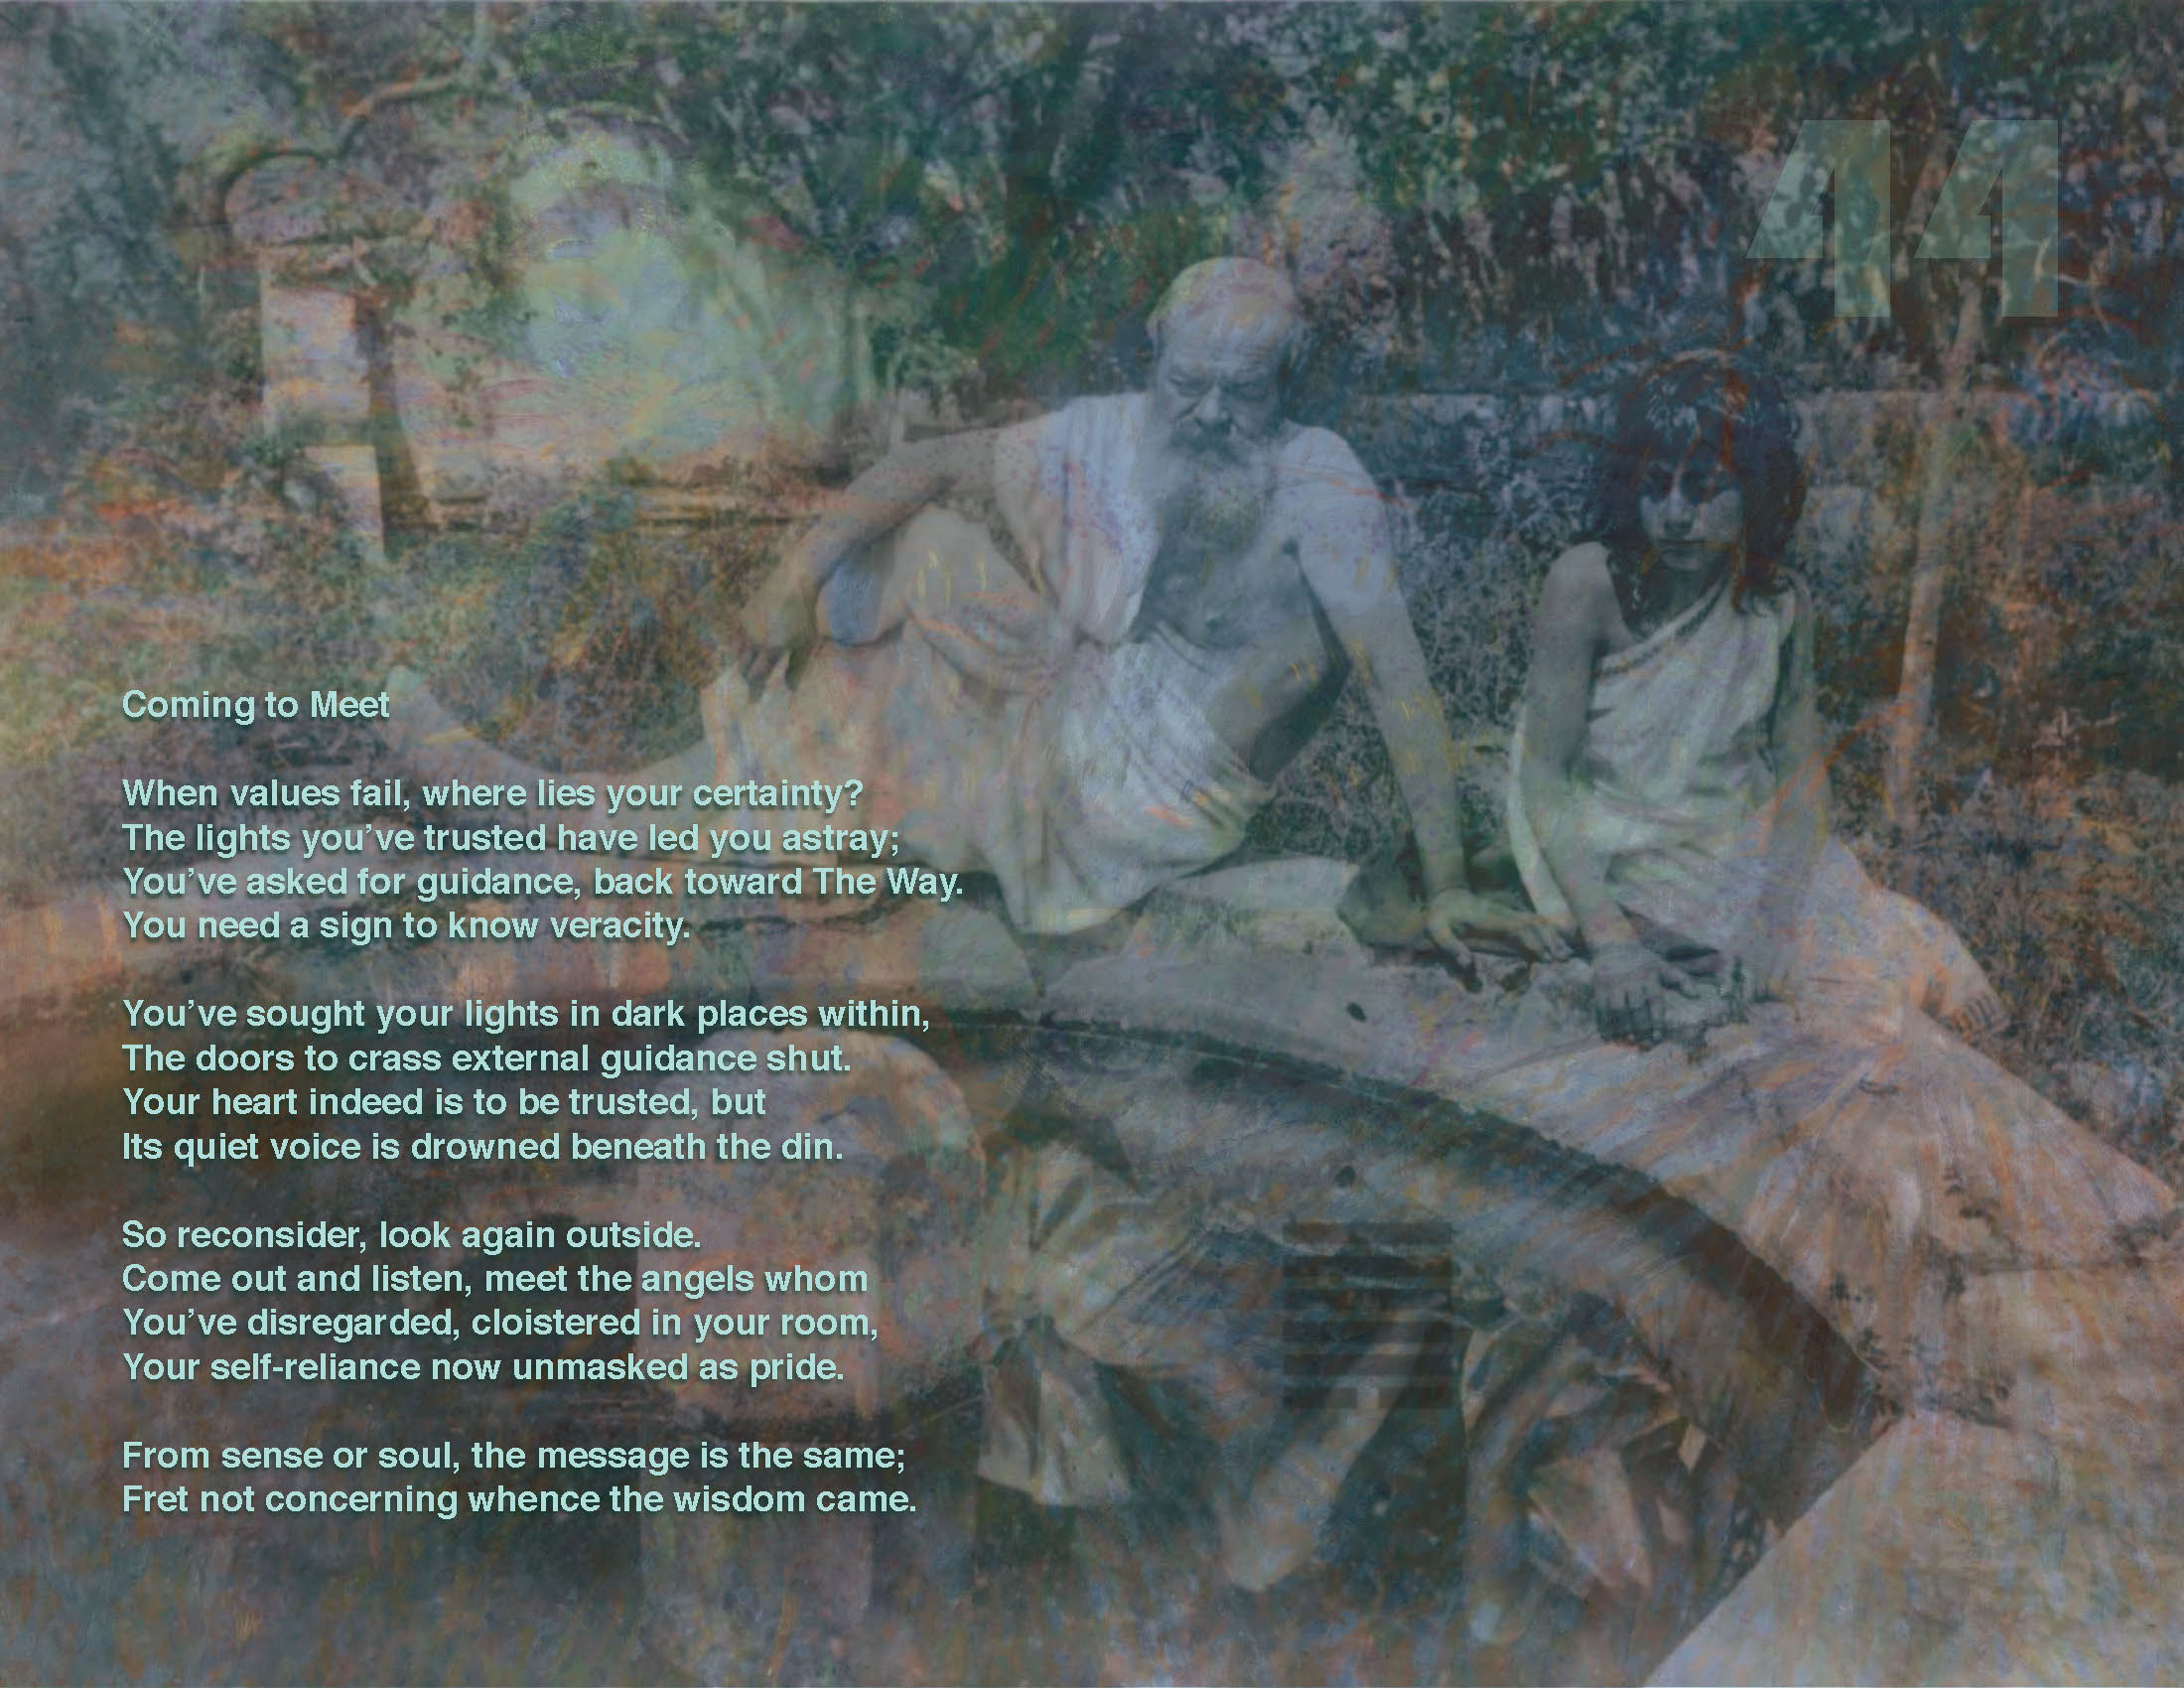 44
Coming to Meet
When values fail, where lies your certainty?
The lights you’ve trusted have led you astray;
You’ve asked for guidance, back toward The Way.
You need a sign to know veracity.
You’ve sought your lights in dark places within,
The doors to crass external guidance shut.
Your heart indeed is to be trusted, but
Its quiet voice is drowned beneath the din.
So reconsider, look again outside.
Come out and listen, meet the angels whom
You’ve disregarded, cloistered in your room,
Your self-reliance now unmasked as pride.
From sense or soul, the message is the same;
Fret not concerning whence the wisdom came.